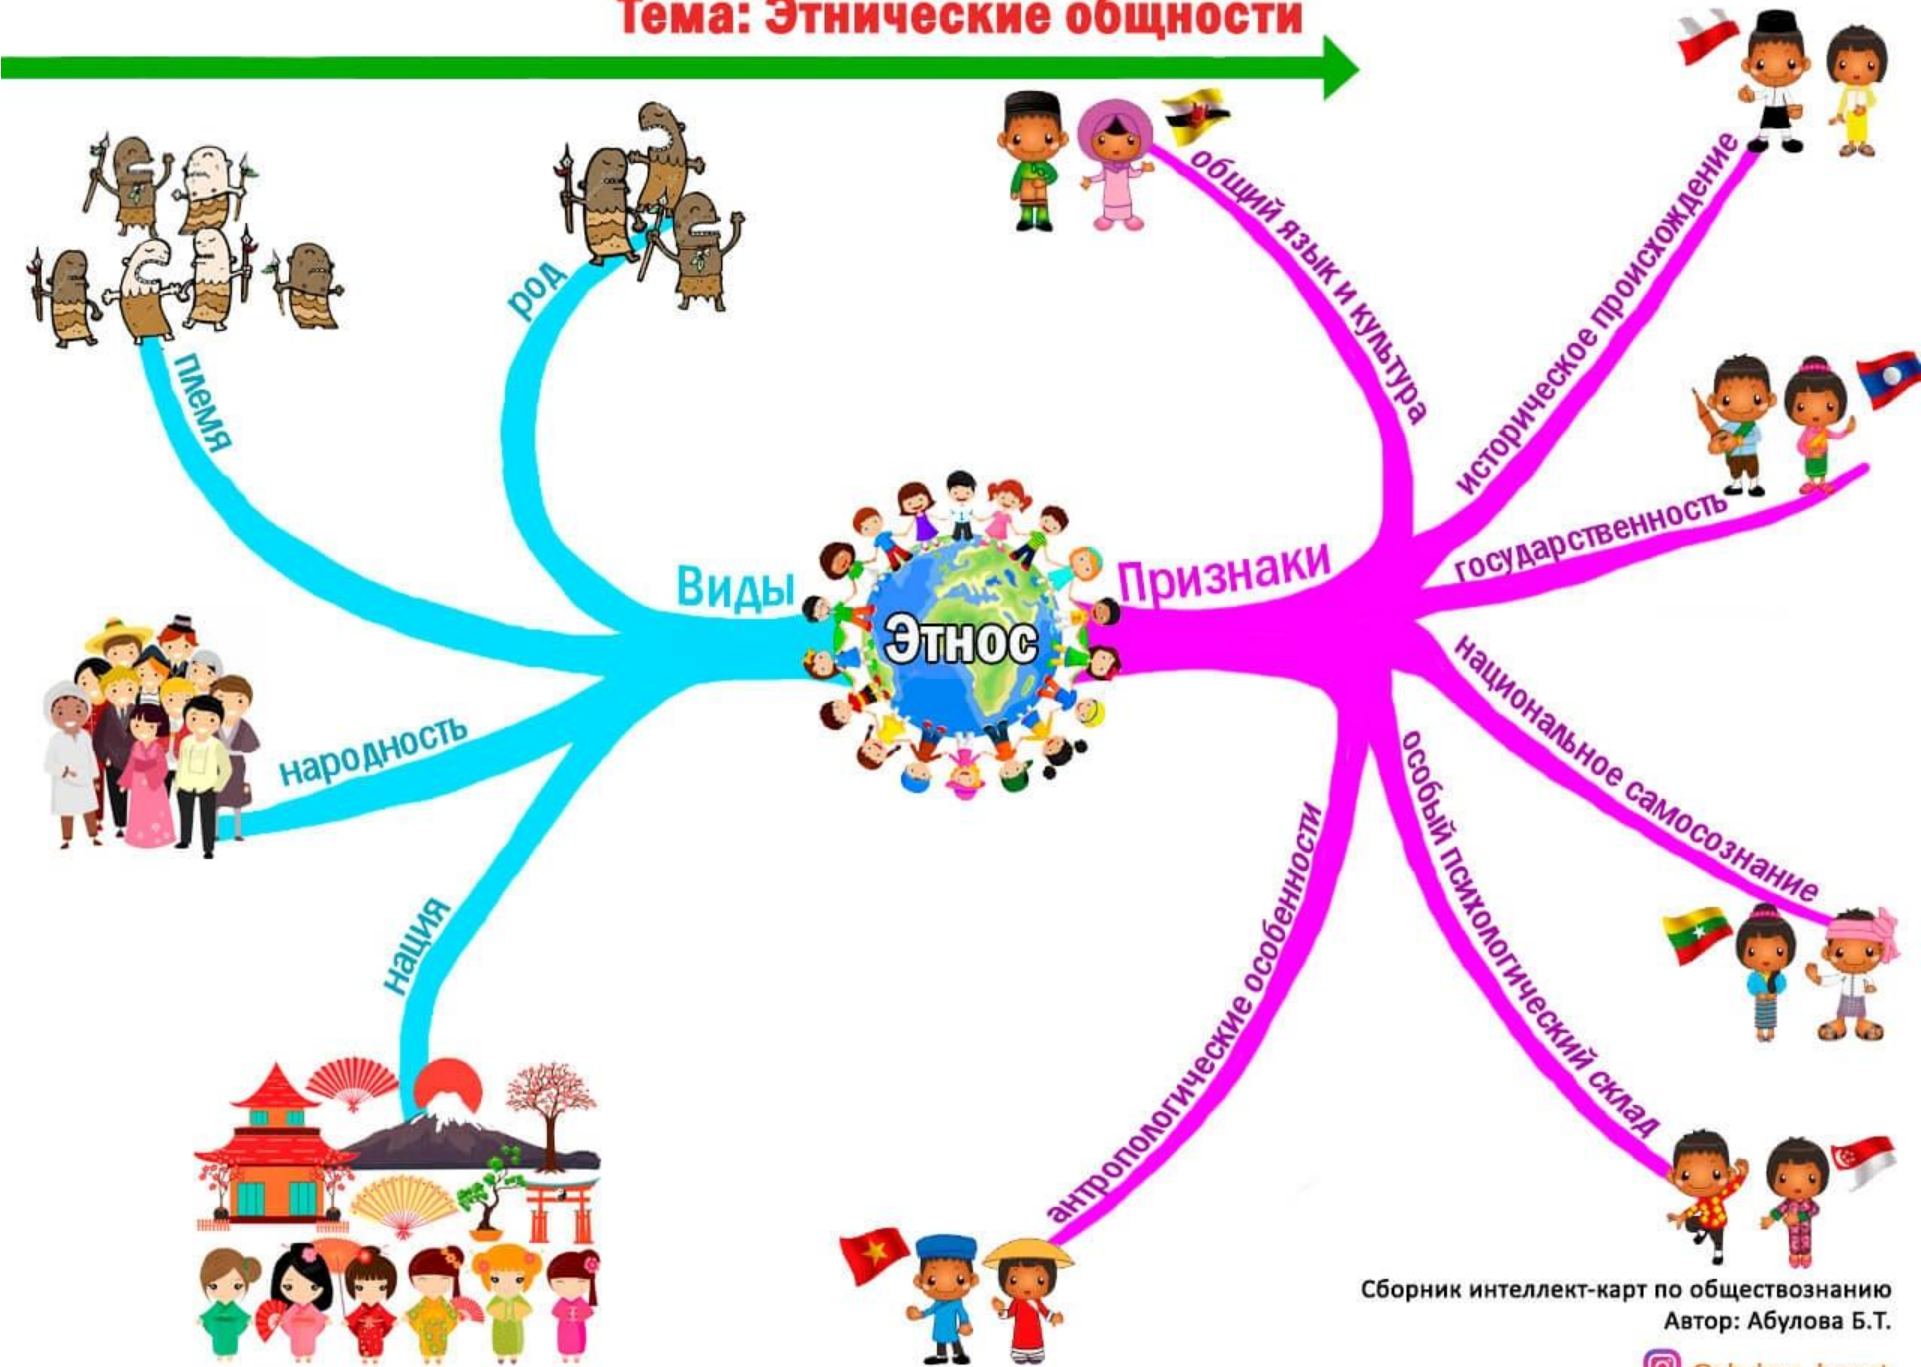 Тема: Этнические общности
племя
род
народность
нация
Виды
Этнос
Признаки
общий язык и культура
историческое происхождение
государственность
национальное самосознание
особый психологический склад
антропологические особенности
Сборник интеллект-карт по обществознанию
Автор: Абулова Б.Т.